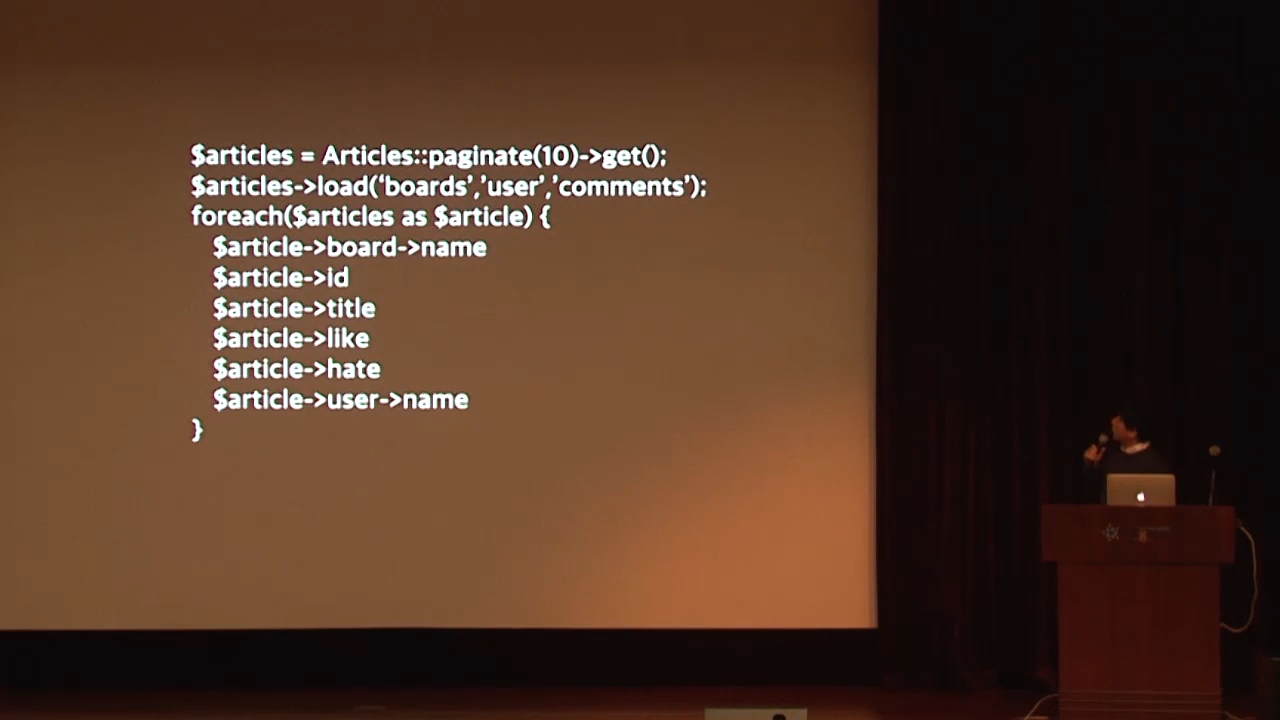 $articles = Articles::paginate(10)->get();
$articles->load(‘boards’,’user’,’comments’);
foreach($articles as $article) {
$article->board->name
$article->id
$article->title
$article->like
$article->hate
$article->user->name
}